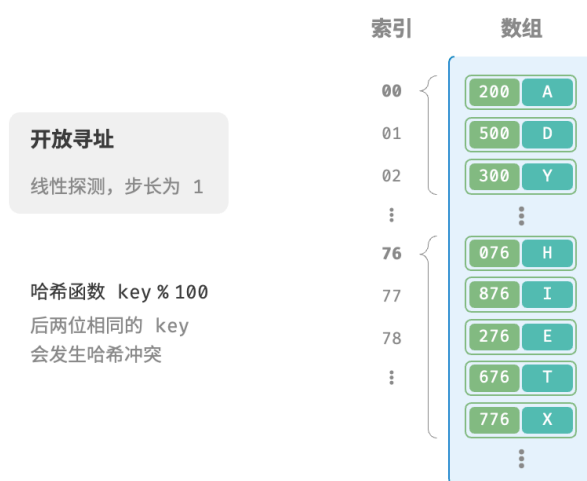 索引 数组
00 200 A
01 500 D
02 300 Y
76 076 H
77 876 I
78 276 E
676 T
776 X
开放寻址
线性探测，步长为 1
哈希函数 key % 100
后两位相同的 key
会发生哈希冲突